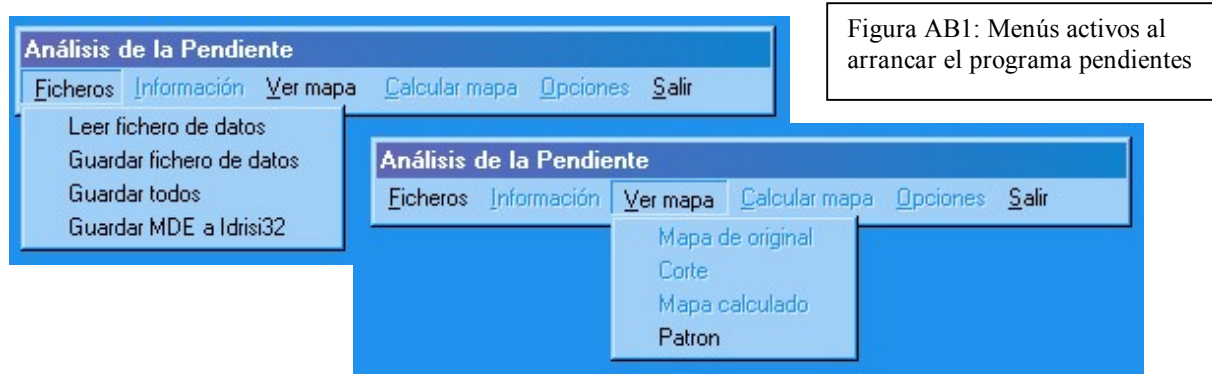 Figura AB1: Menús activos al
arrancar el programa pendientes
Análisis de la Pendiente
Ficheros Información Ver mapa Calcular mapa Opciones Salir
Leer fichero de datos
Guardar fichero de datos
Guardar todos
Guardar MDE a Idrisi32
Análisis de la Pendiente
Ficheros Información Ver mapa Calcular mapa Opciones Salir
Mapa de original
Corte
Mapa calculado
Patron